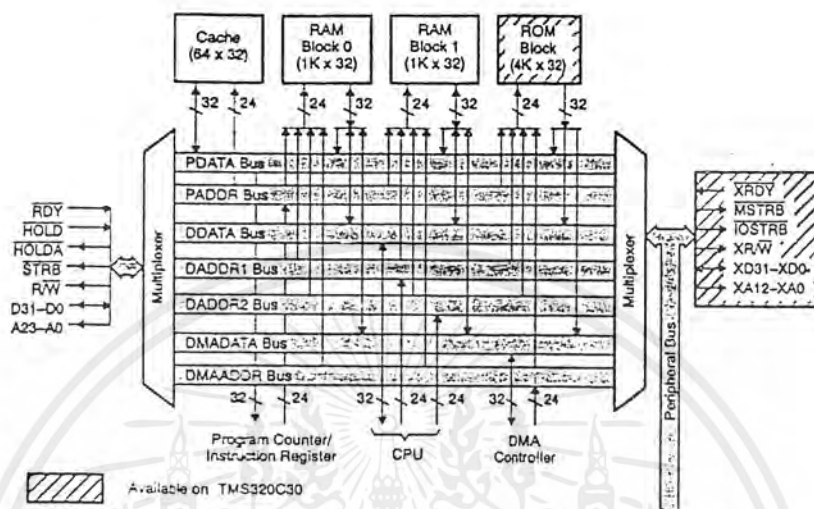 Cache
(64 x 32)
RAM
Block 0
(1K x 32)
RAM
Block 1
(1K x 32)
ROM
Block
(4K x 32)
32
24
24
32
24
32
24
32
PDATA Bus
PADDR Bus
DDATA Bus
DADDR1 Bus
DADDR2 Bus
DMADATA Bus
DMAADDR Bus
Multiplexer
Multiplexer
RDY
HOLD
HOLDA
STRB
R/W
D31–D0
A23–A0
XRDY
MSTRB
IOSTRB
XR/W
XD31–XD0
XA12–XA0
Peripheral Bus
32
24
32
24
24
32
24
Program Counter/
Instruction Register
CPU
DMA
Controller
Available on TMS320C30